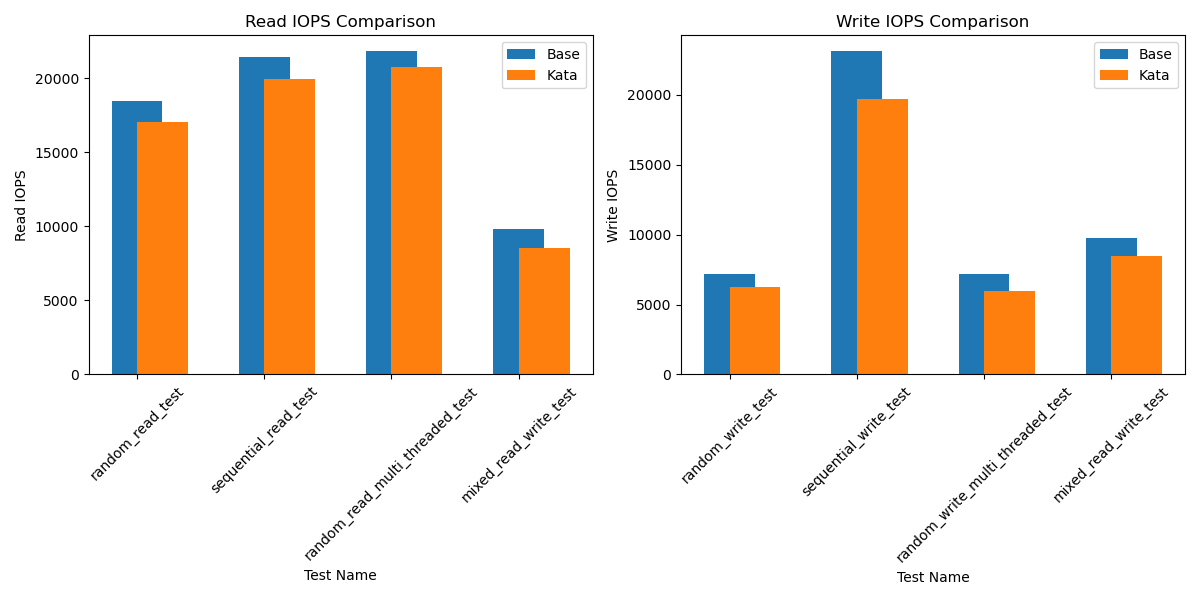 Read IOPS Comparison
Read IOPS
20000
15000
10000
5000
0
Base
Kata
random_read_test
sequential_read_test
random_read_multi_threaded_test
mixed_read_write_test
Test Name
Write IOPS Comparison
Write IOPS
20000
15000
10000
5000
0
Base
Kata
random_write_test
sequential_write_test
random_write_multi_threaded_test
mixed_read_write_test
Test Name